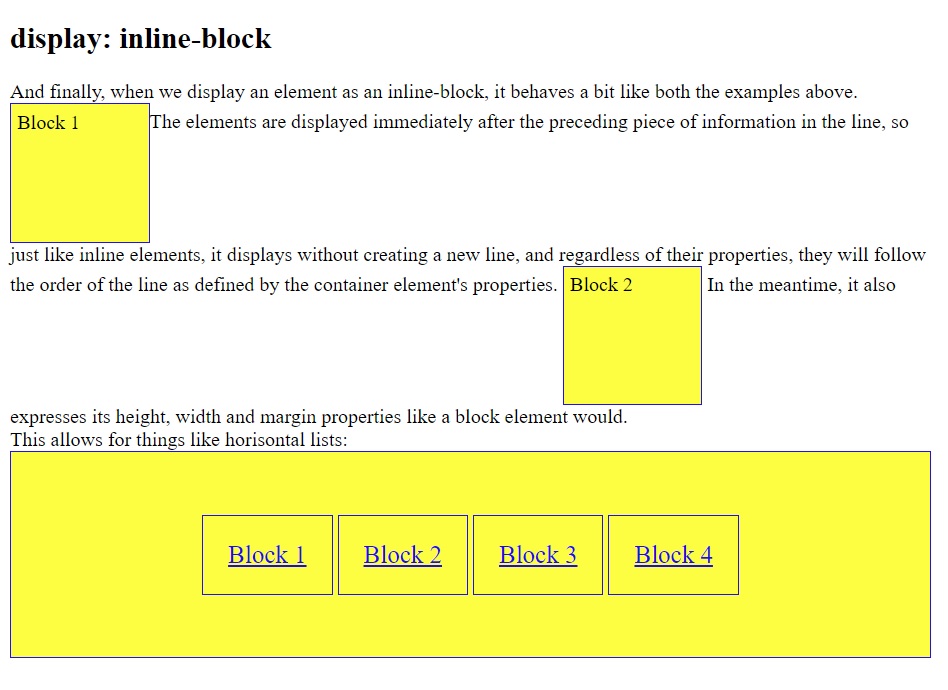 display: inline-block
And finally, when we display an element as an inline-block, it behaves a bit like both the examples above.
Block 1 The elements are displayed immediately after the preceding piece of information in the line, so
just like inline elements, it displays without creating a new line, and regardless of their properties, they will follow
the order of the line as defined by the container element's properties. Block 2 In the meantime, it also
expresses its height, width and margin properties like a block element would.
This allows for things like horisontal lists:
Block 1 Block 2 Block 3 Block 4